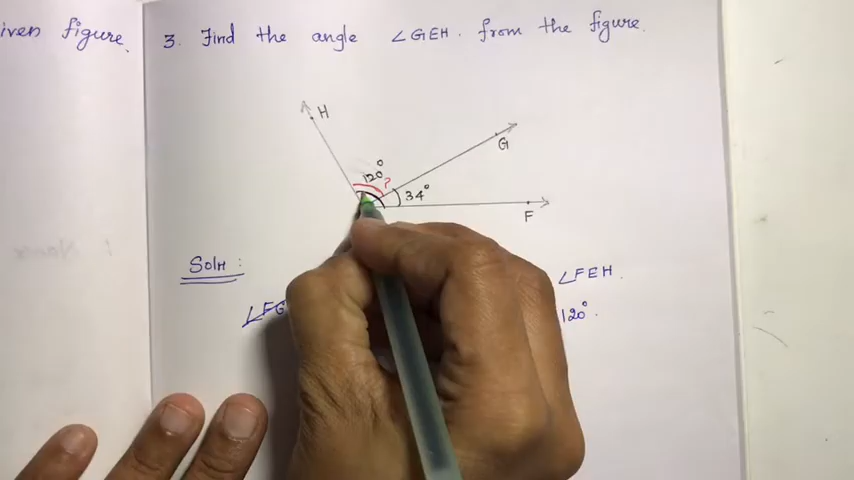 iven figure.
3. Find the angle ∠GEH. from the figure.
H
G
120°
?
34°
F
Soln :
∠FEH.
120°.